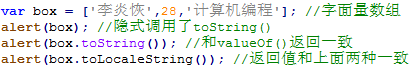 var box = ['李炎恢',28,'计算机编程']; //字面量数组
alert(box); //隐式调用了toString()
alert(box.toString()); //和valueOf()返回一致
alert(box.toLocaleString()); //返回值和上面两种一致